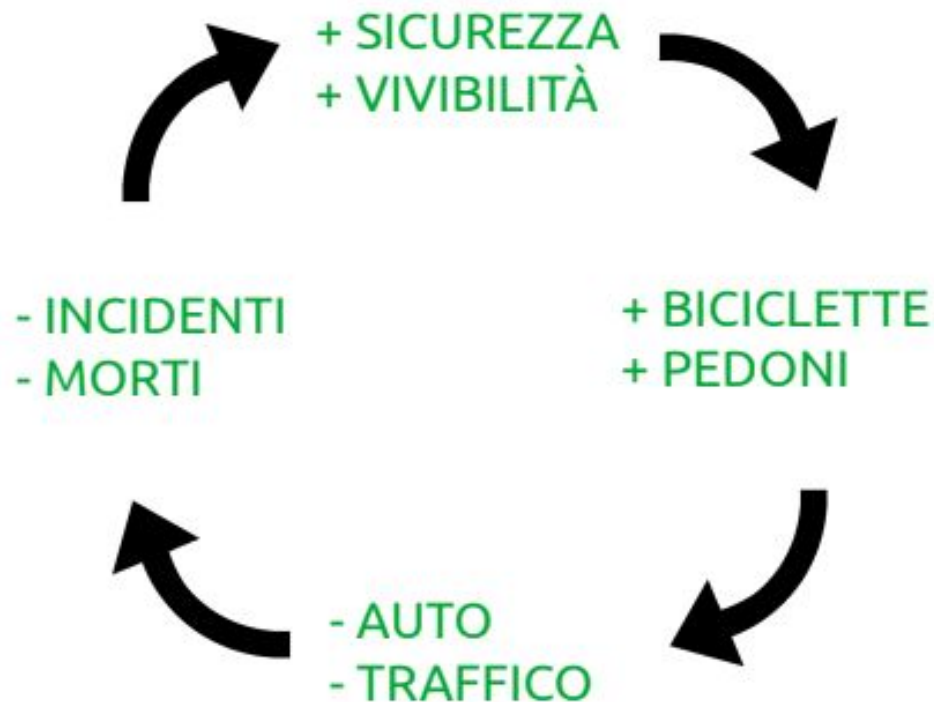 + SICUREZZA
+ VIVIBILITÀ
+ BICICLETTE
+ PEDONI
- AUTO
- TRAFFICO
- INCIDENTI
- MORTI